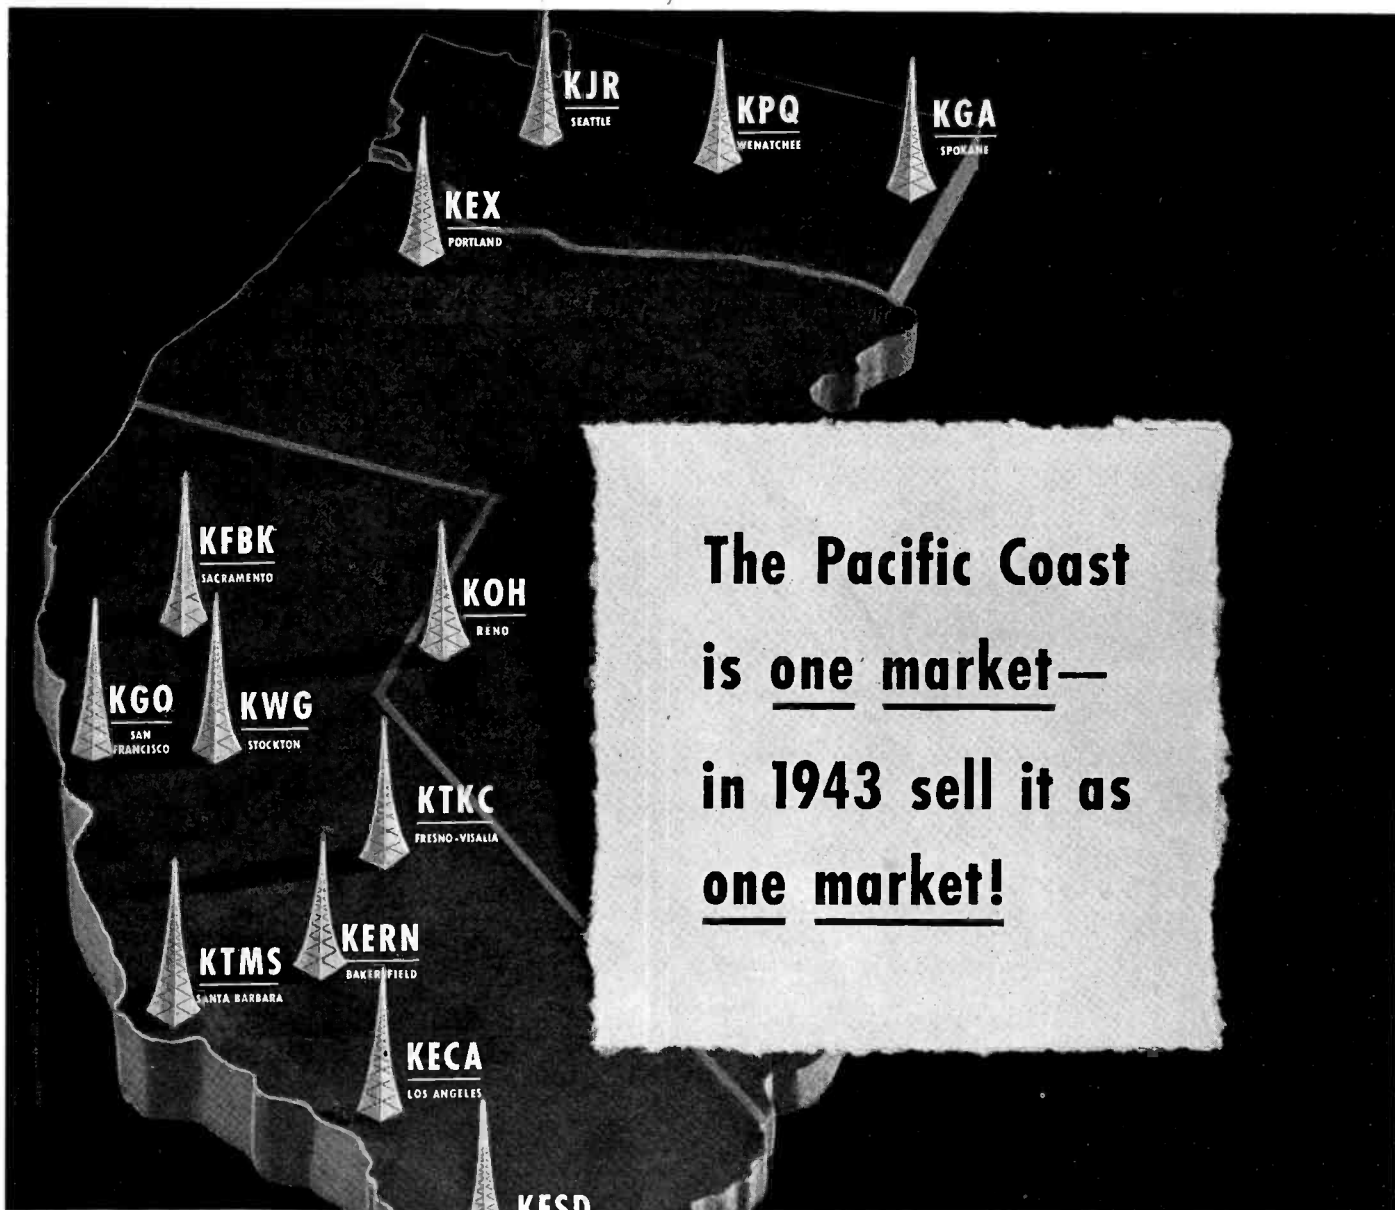 KJR
SEATTLE
KPQ
WENATCHEE
KGA
SPOKANE
KEX
PORTLAND
KFBK
SACRAMENTO
KOH
RENO
KGO
SAN
FRANCISCO
KWG
STOCKTON
KTKC
FRESNO-VISALIA
KERN
BAKERSFIELD
KTMS
SANTA BARBARA
KECA
LOS ANGELES
KFSD
The Pacific Coast
is one market—
in 1943 sell it as
one market!